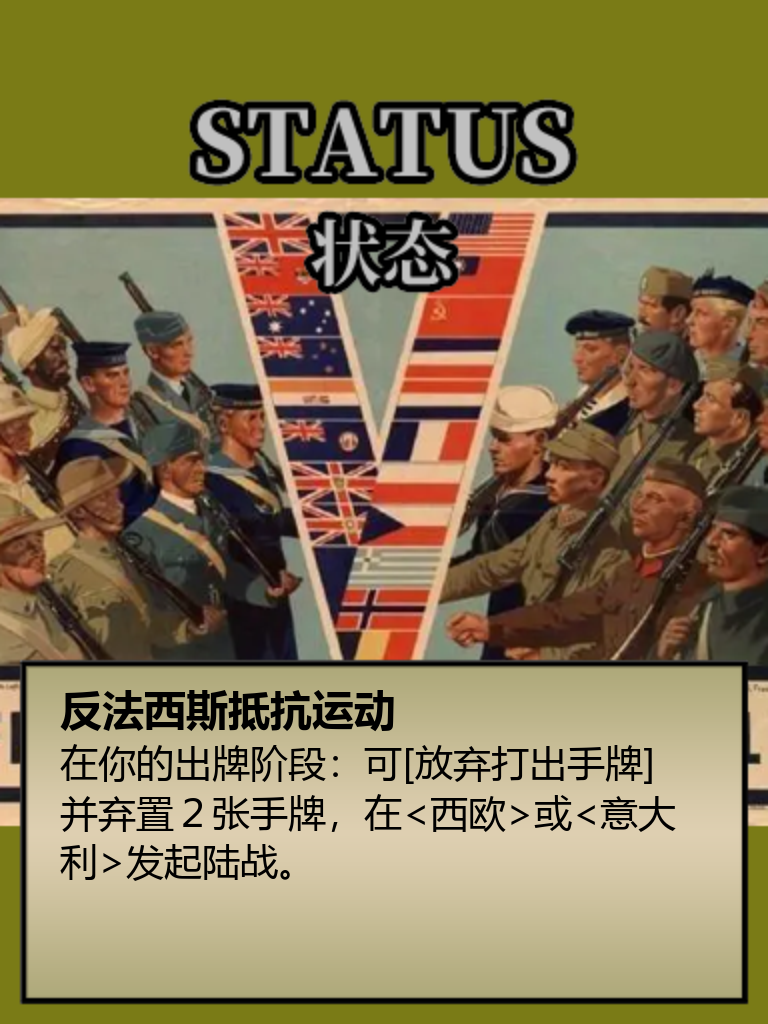 STATUS
状态
反法西斯抵抗运动
在你的出牌阶段：可[放弃打出手牌]
并弃置２张手牌，在<西欧>或<意大
利>发起陆战。